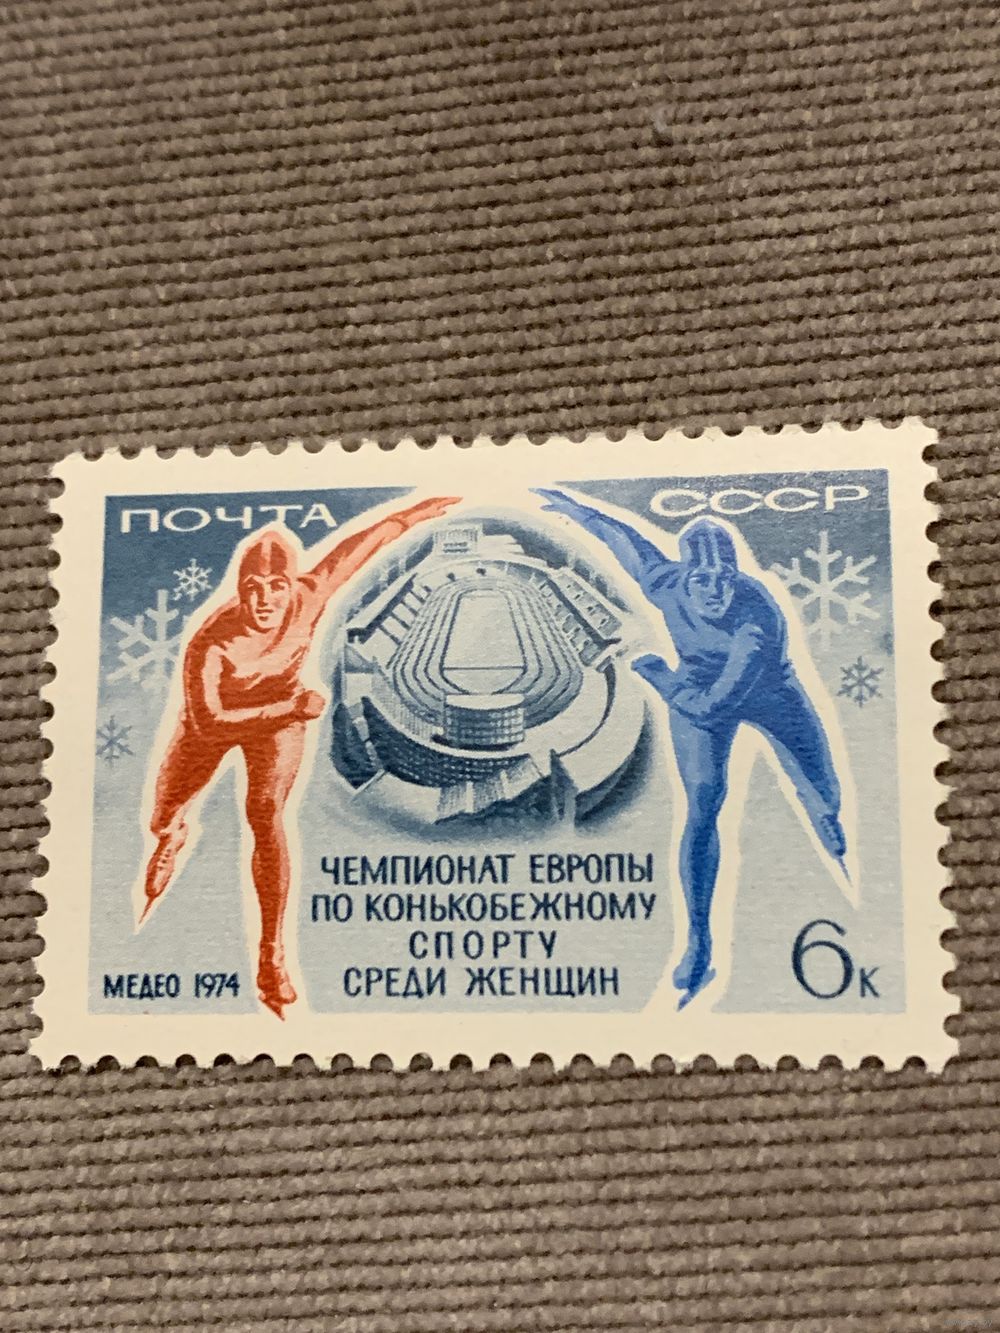 ПОЧТА СССР
ЧЕМПИОНАТ ЕВРОПЫ
ПО КОНЬКОБЕЖНОМУ
СПОРТУ
СРЕДИ ЖЕНЩИН
МЕДЕО 1974
6к